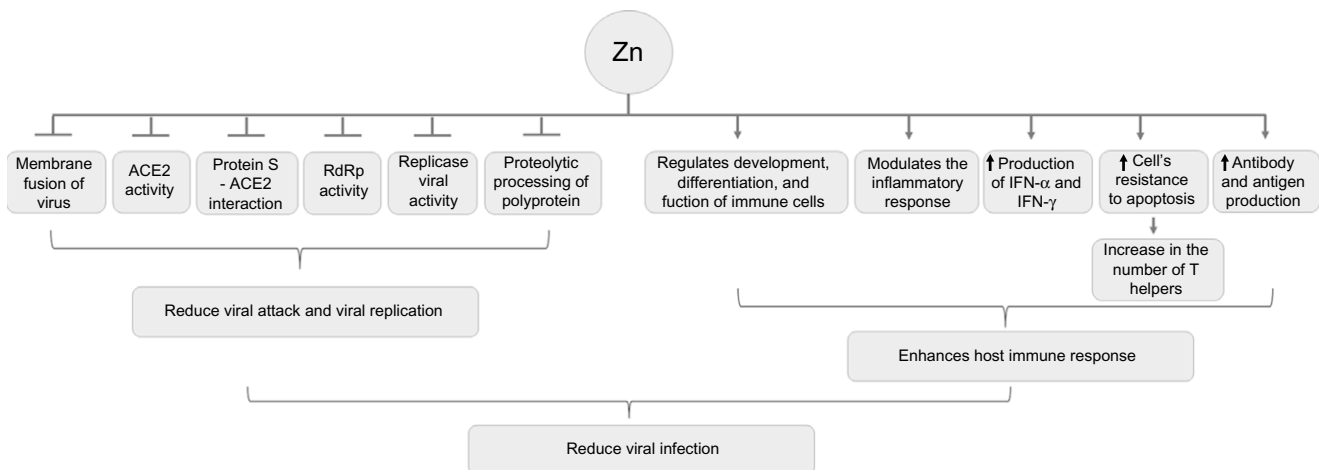 Zn
Membrane
fusion of
virus
ACE2
activity
Protein S
- ACE2
interaction
RdRp
activity
Replicase
viral
activity
Proteolytic
processing of
polyprotein
Regulates development,
differentiation, and
fuction of immune cells
Modulates the
inflammatory
response
↑ Production
of IFN-α and
IFN-γ
↑ Cell's
resistance
to apoptosis
↑ Antibody
and antigen
production
Increase in the
number of T
helpers
Reduce viral attack and viral replication
Enhances host immune response
Reduce viral infection